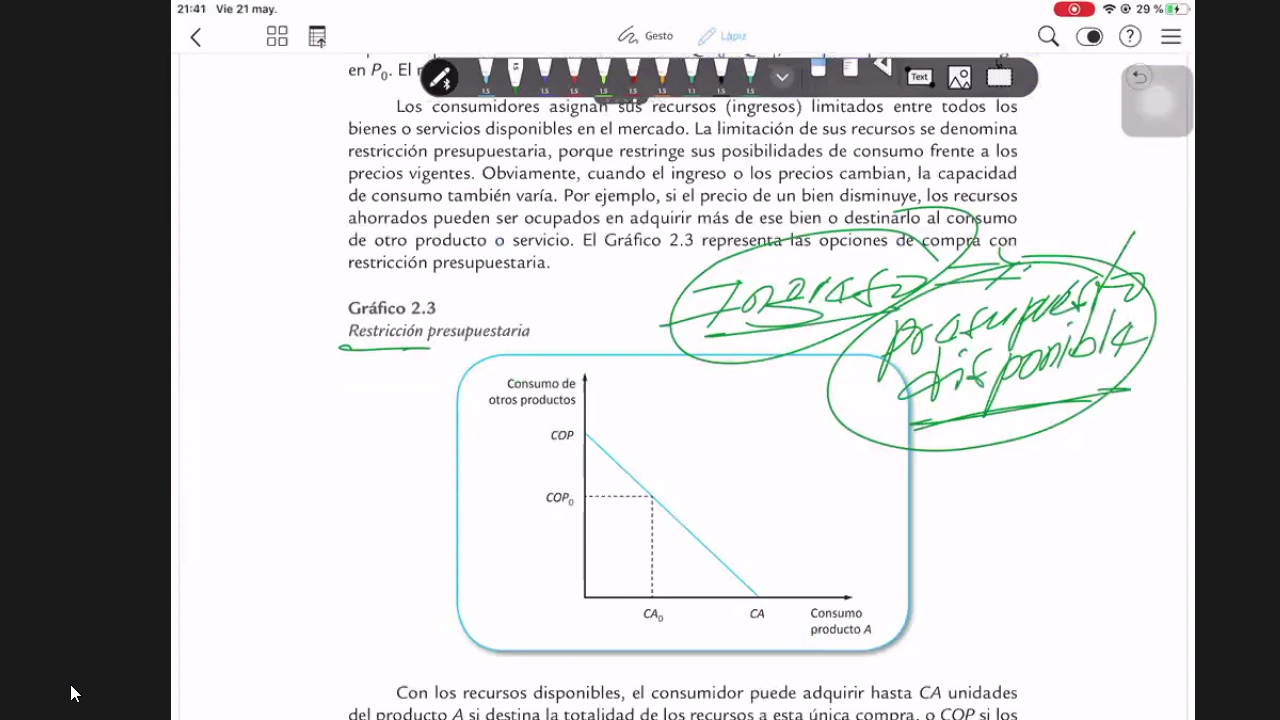 21:41 Vie 21 may.
29 %
Gesto
Lápiz
Text
en P₀. El
Los consumidores asignan sus recursos (ingresos) limitados entre todos los
bienes o servicios disponibles en el mercado. La limitación de sus recursos se denomina
restricción presupuestaria, porque restringe sus posibilidades de consumo frente a los
precios vigentes. Obviamente, cuando el ingreso o los precios cambian, la capacidad
de consumo también varía. Por ejemplo, si el precio de un bien disminuye, los recursos
ahorrados pueden ser ocupados en adquirir más de ese bien o destinarlo al consumo
de otro producto o servicio. El Gráfico 2.3 representa las opciones de compra con
restricción presupuestaria.
Ingreso
presupuesto
disponible
Gráfico 2.3
Restricción presupuestaria
Consumo de
otros productos
COP
COP₀
CA₀
CA
Consumo
producto A
Con los recursos disponibles, el consumidor puede adquirir hasta CA unidades
del producto A si destina la totalidad de los recursos a esta única compra, o COP si los